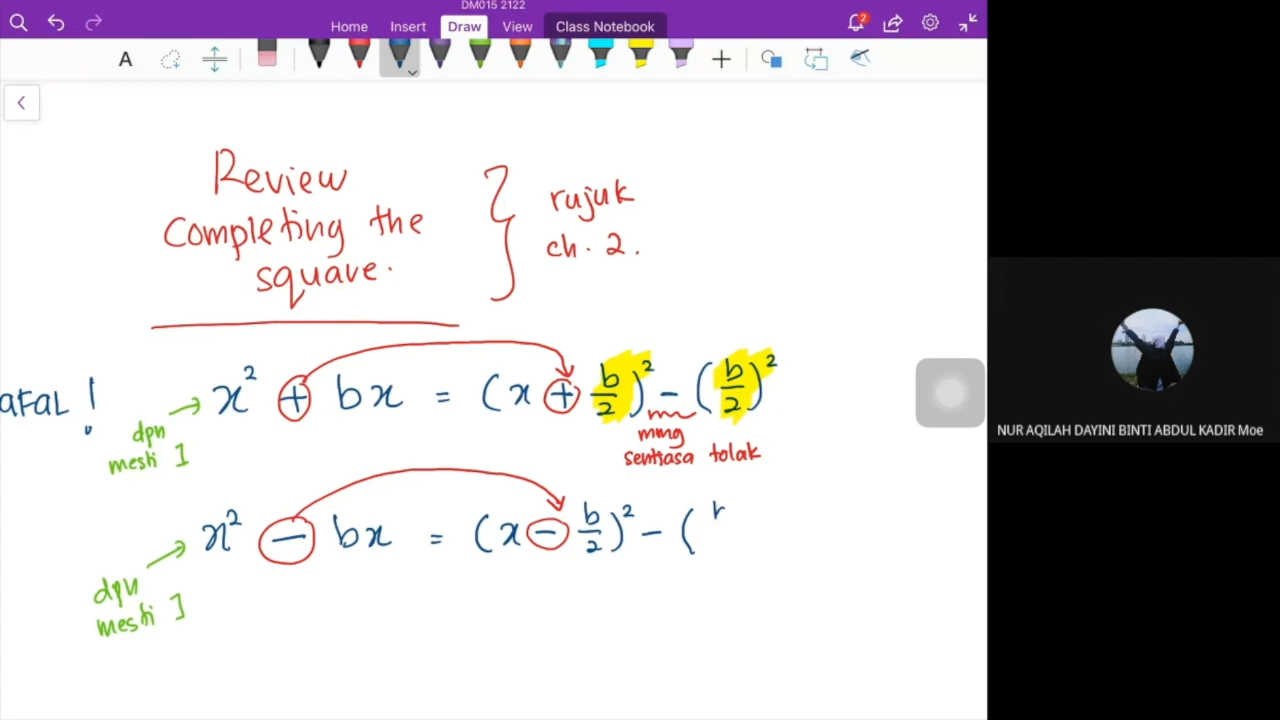 DM015 2122
Home Insert Draw View Class Notebook
2
A
Review
completing the
square.
rujuk
ch. 2.
aFaL !
x² + bx = (x + b/2)² - (b/2)²
dpn
mesti 1
mmg
sentiasa tolak
x² - bx = (x - b/2)² - (
dpn
mesti 1
NUR AQILAH DAYINI BINTI ABDUL KADIR Moe